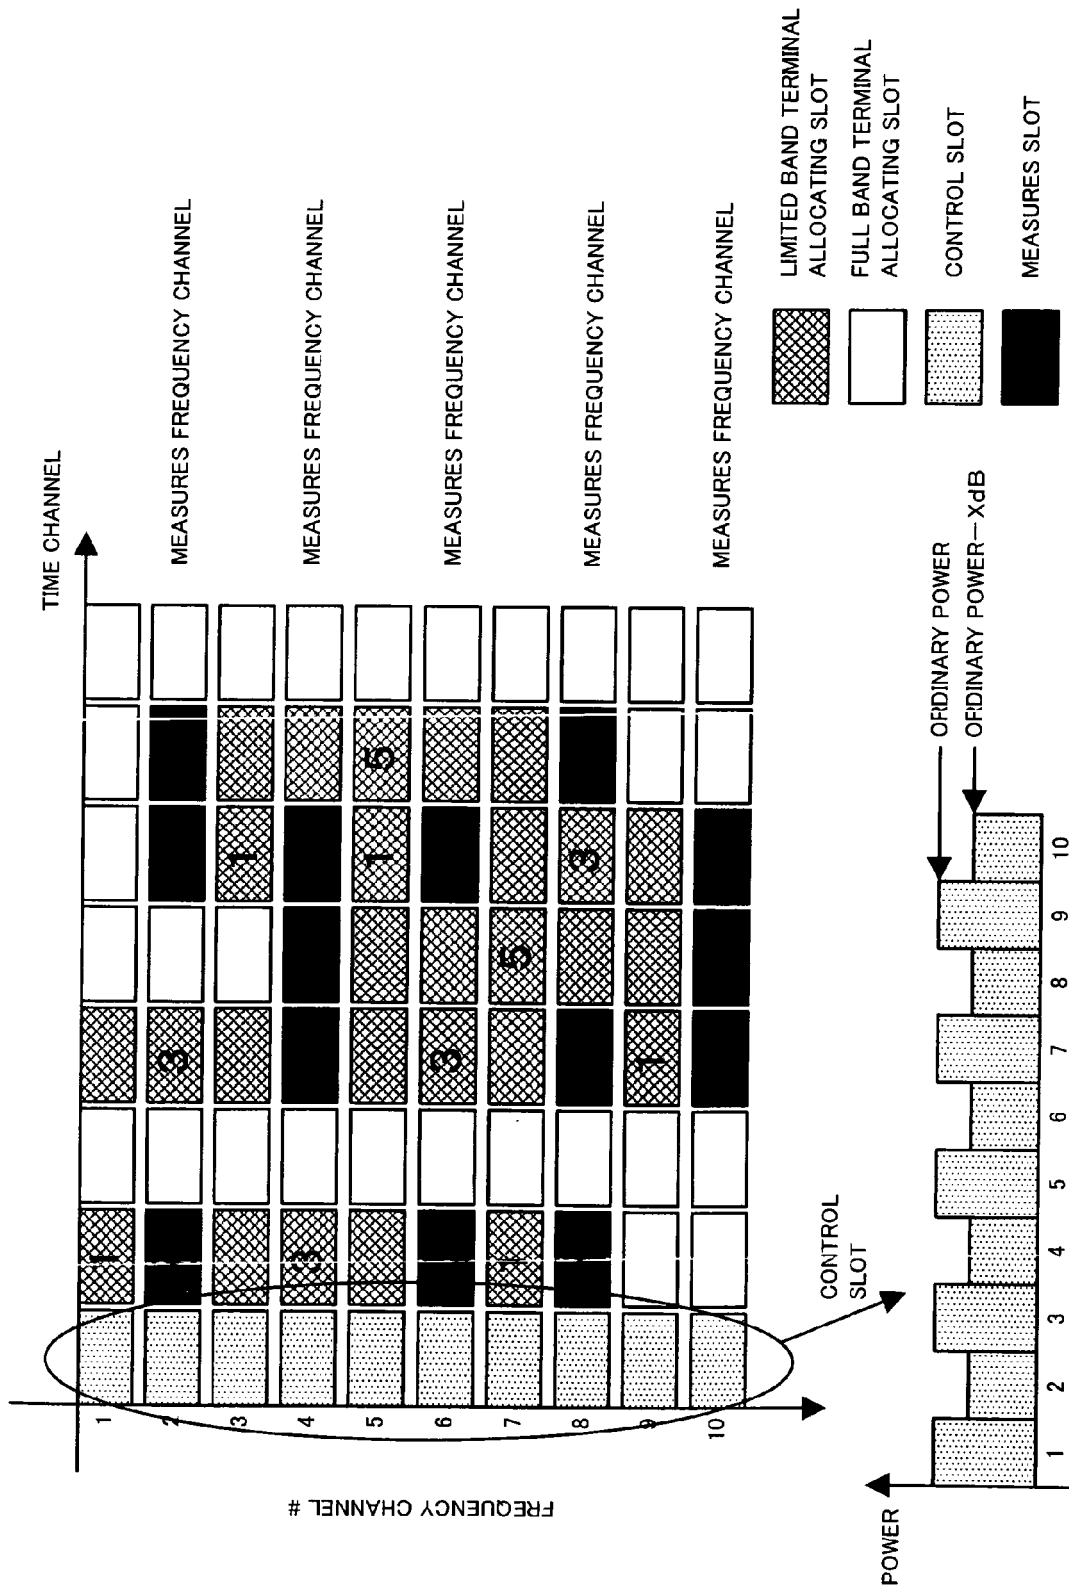 TIME CHANNEL
FREQUENCY CHANNEL #
1
2
3
4
5
6
7
8
9
10
1
3
1
3
3
1
5
1
1
3
5
MEASURES FREQUENCY CHANNEL
MEASURES FREQUENCY CHANNEL
MEASURES FREQUENCY CHANNEL
MEASURES FREQUENCY CHANNEL
MEASURES FREQUENCY CHANNEL
CONTROL
SLOT
LIMITED BAND TERMINAL
ALLOCATING SLOT
FULL BAND TERMINAL
ALLOCATING SLOT
CONTROL SLOT
MEASURES SLOT
POWER
ORDINARY POWER
ORDINARY POWER—XdB
1
2
3
4
5
6
7
8
9
10